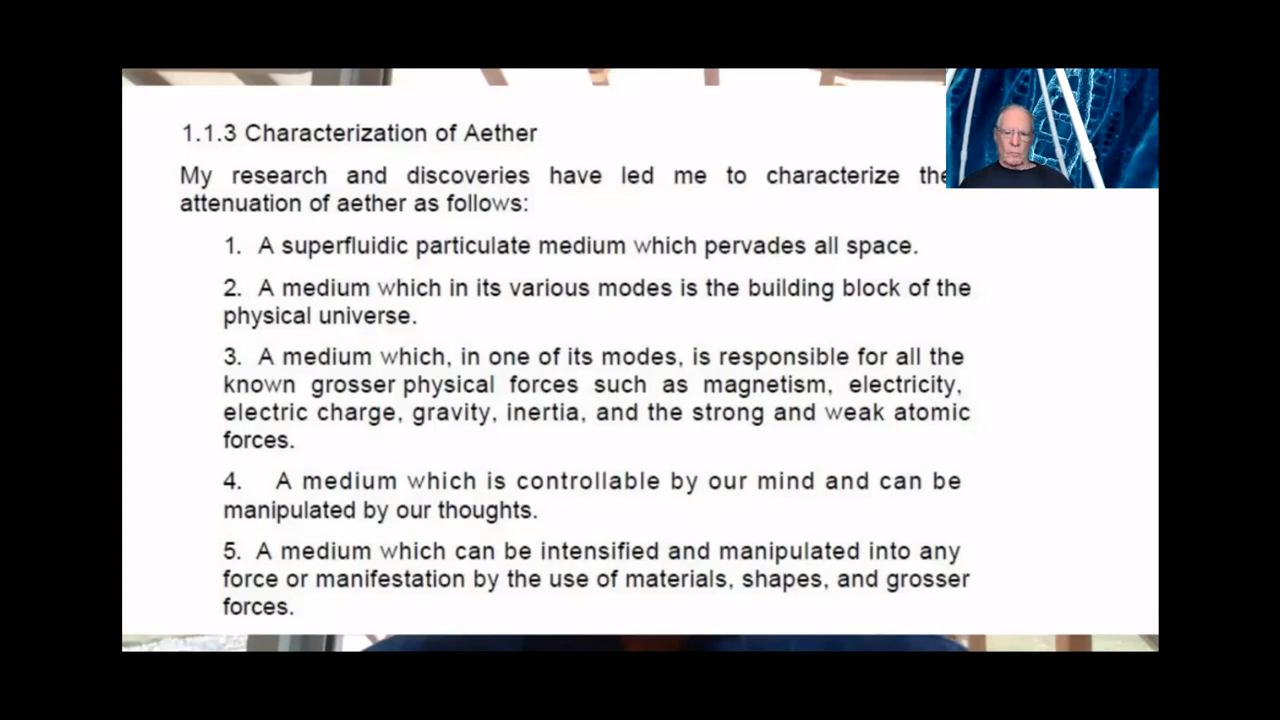 1.1.3 Characterization of Aether
My research and discoveries have led me to characterize the
attenuation of aether as follows:
1. A superfluidic particulate medium which pervades all space.
2. A medium which in its various modes is the building block of the
physical universe.
3. A medium which, in one of its modes, is responsible for all the
known grosser physical forces such as magnetism, electricity,
electric charge, gravity, inertia, and the strong and weak atomic
forces.
4. A medium which is controllable by our mind and can be
manipulated by our thoughts.
5. A medium which can be intensified and manipulated into any
force or manifestation by the use of materials, shapes, and grosser
forces.